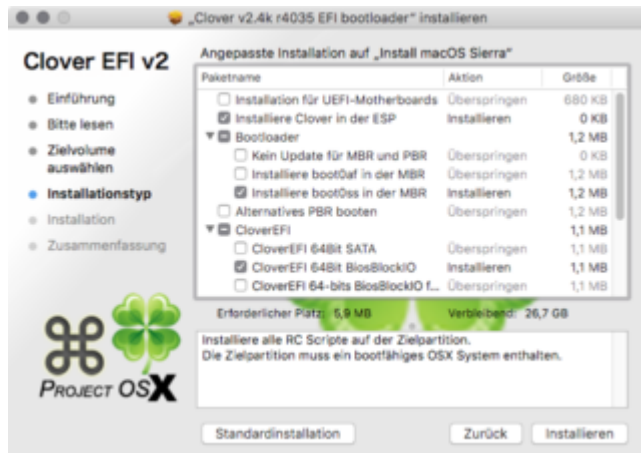 „Clover v2.4k r4035 EFI bootloader“ installieren
Clover EFI v2
Angepasste Installation auf „Install macOS Sierra“
Paketname Aktion Größe
Installation für UEFI-Motherboards Überspringen 680 KB
Installiere Clover in der ESP Installieren 0 KB
Bootloader 1,2 MB
Kein Update für MBR und PBR Überspringen 0 KB
Installiere boot0af in der MBR Überspringen 1,2 MB
Installiere boot0ss in der MBR Installieren 1,2 MB
Alternatives PBR booten Überspringen 1,2 MB
CloverEFI 1,1 MB
CloverEFI 64Bit SATA Überspringen 1,1 MB
CloverEFI 64Bit BiosBlockIO Installieren 1,1 MB
CloverEFI 64-bits BiosBlockIO f... Überspringen 1,1 MB
Einführung
Bitte lesen
Zielvolume
auswählen
Installationstyp
Installation
Zusammenfassung
Erforderlicher Platz: 5,9 MB Verbleibend: 26,7 GB
Installiere alle RC Scripte auf der Zielpartition.
Die Zielpartition muss ein bootfähiges OSX System enthalten.
PROJECT OSX
Standardinstallation Zurück Installieren